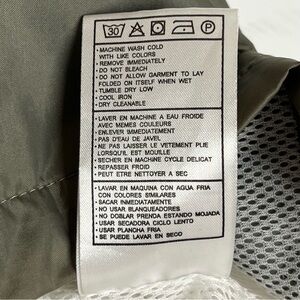 30 P
• MACHINE WASH COLD
WITH LIKE COLORS
• REMOVE IMMEDIATELY
• DO NOT BLEACH
• DO NOT ALLOW GARMENT TO LAY
FOLDED ON ITSELF WHEN WET
• TUMBLE DRY LOW
• COOL IRON
• DRY CLEANABLE
• LAVER EN MACHINE A EAU FROIDE
AVEC MEMES COULEURS
• ENLEVER IMMEDIATEMENT
• PAS D'EAU DE JAVEL
• NE PAS LAISSER LE VETEMENT PLIE
LORSQU'IL EST MOUILLE
• SECHER EN MACHINE CYCLE DELICAT
• REPASSER FROID
• PEUT ETRE NETTOYER A SEC
• LAVAR EN MAQUINA CON AGUA FRIA
CON COLORES SIMILARES
• SACAR INMEDIATAMENTE
• NO USAR BLANQUEADORES
• NO DOBLAR PRENDA ESTANDO MOJADA
• USAR SECADORA CICLO LENTO
• USAR PLANCHA FRIA
• SE PUEDE LAVAR EN SECO